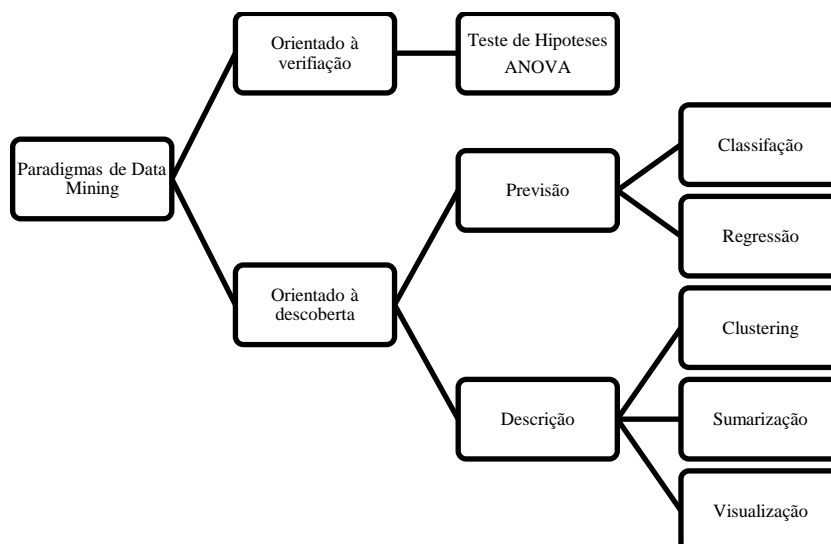 Paradigmas de Data
Mining
Orientado à
verifiação
Teste de Hipoteses
ANOVA
Orientado à
descoberta
Previsão
Classifação
Regressão
Descrição
Clustering
Sumarização
Visualização